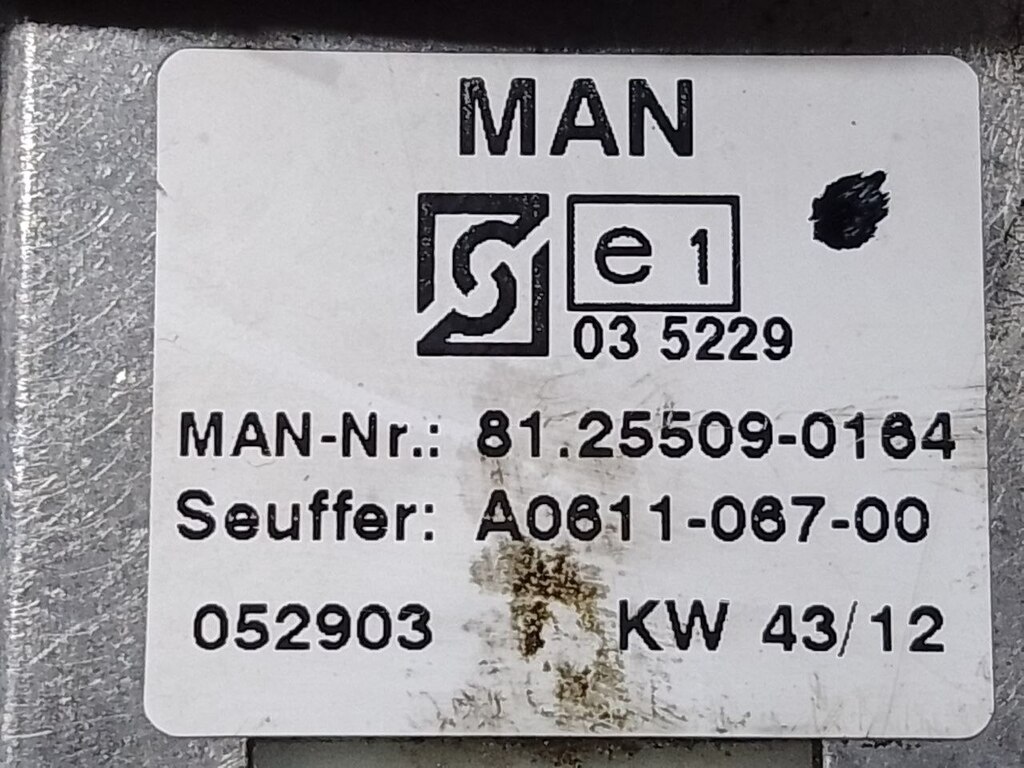 MAN
e 1
03 5229
MAN-Nr.: 81.25509-0164
Seuffer: A0611-067-00
052903 KW 43/12